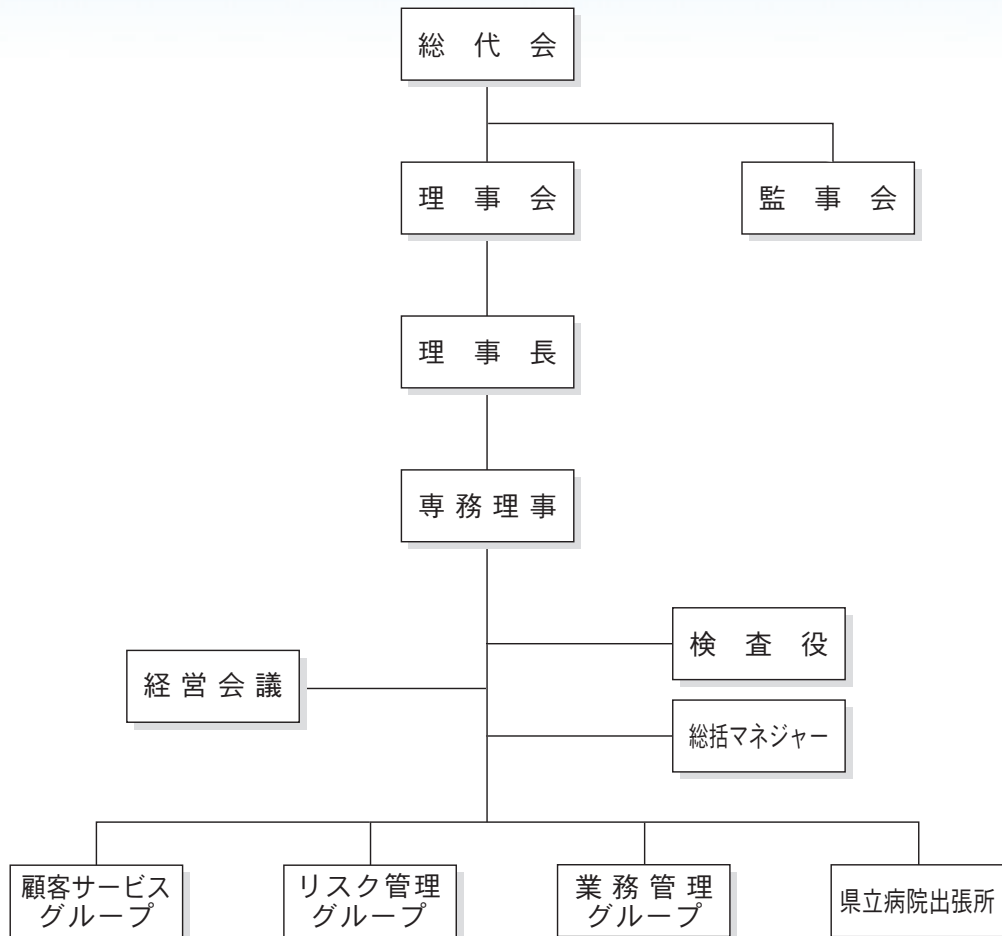 総代会
理事会
監事会
理事長
専務理事
検査役
経営会議
総括マネジャー
顧客サービス
グループ
リスク管理
グループ
業務管理
グループ
県立病院出張所